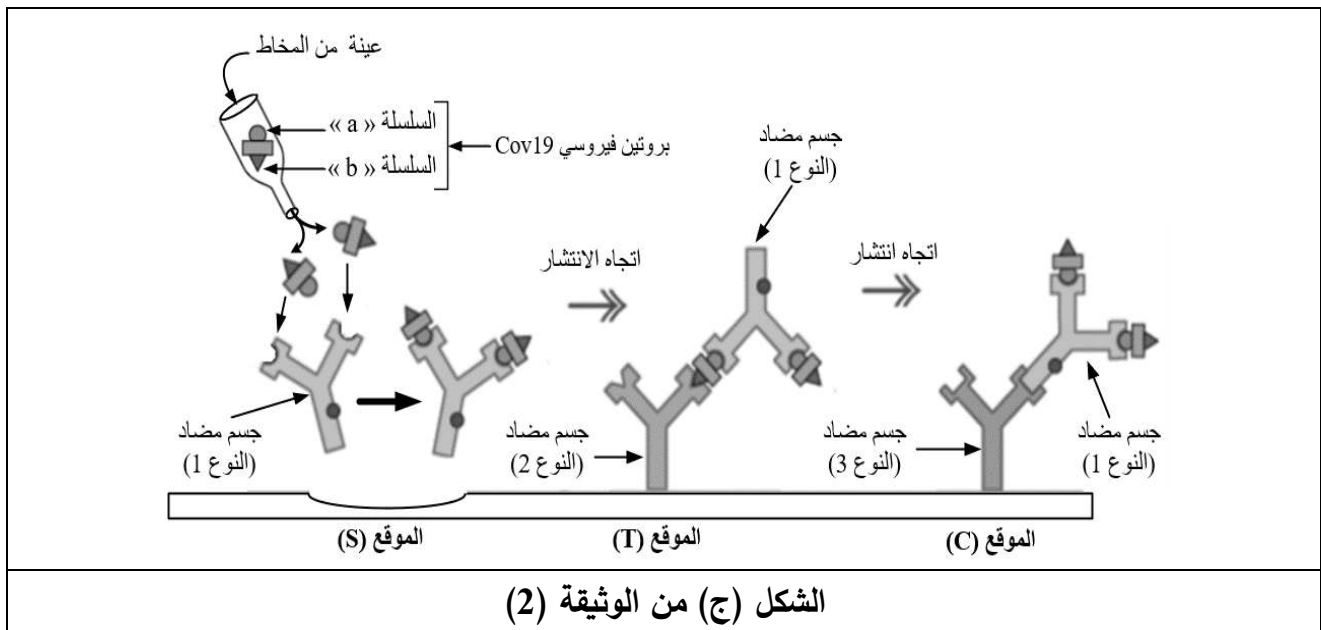 عينة من المخاط
السلسلة « a »
السلسلة « b »
بروتين فيروسي Cov19
جسم مضاد
(النوع 1)
اتجاه الانتشار
اتجاه انتشار
جسم مضاد
(النوع 1)
جسم مضاد
(النوع 2)
جسم مضاد
(النوع 3)
جسم مضاد
(النوع 1)
الموقع (S)
الموقع (T)
الموقع (C)
الشكل (ج) من الوثيقة (2)